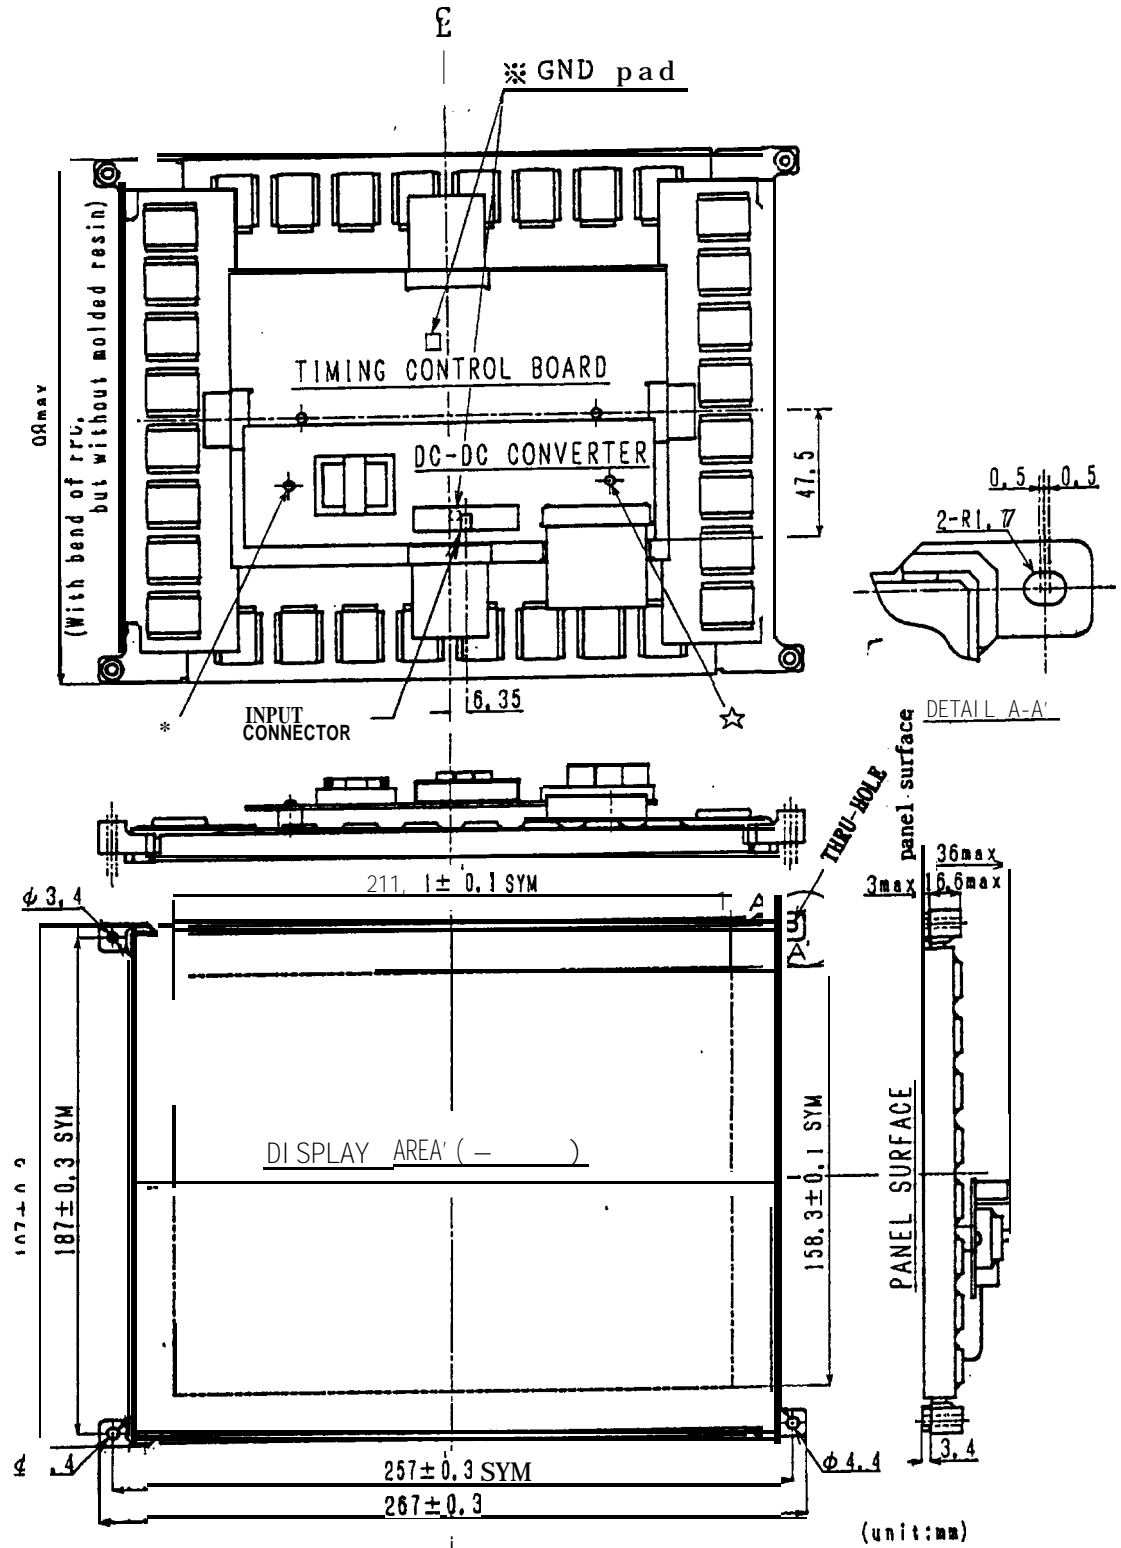 ※ GND pad
TIMING CONTROL BOARD
DC-DC CONVERTER
(With bend of
but without molded resin)
47.5
6.35
INPUT
CONNECTOR
*
☆
0.5 0.5
2-R1.7
DETAIL A-A'
THRU-HOLE
panel surface
36max
3max 16.6max
211, 1± 0.1 SYM
φ3.4
A
A'
187±0.3 SYM
158.3±0.1 SYM
DISPLAY AREA' (– )
PANEL SURFACE
257±0.3 SYM
267±0.3
φ4.4
3.4
(unit:mm)